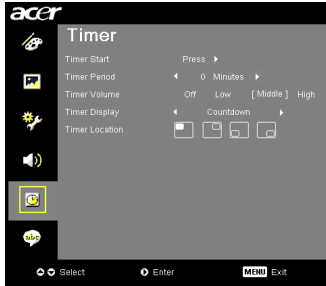 acer
Timer
Timer Start Press
Timer Period 0 Minutes
Timer Volume Off Low [ Middle ] High
Timer Display Countdown
Timer Location
abc
Select Enter MENU Exit